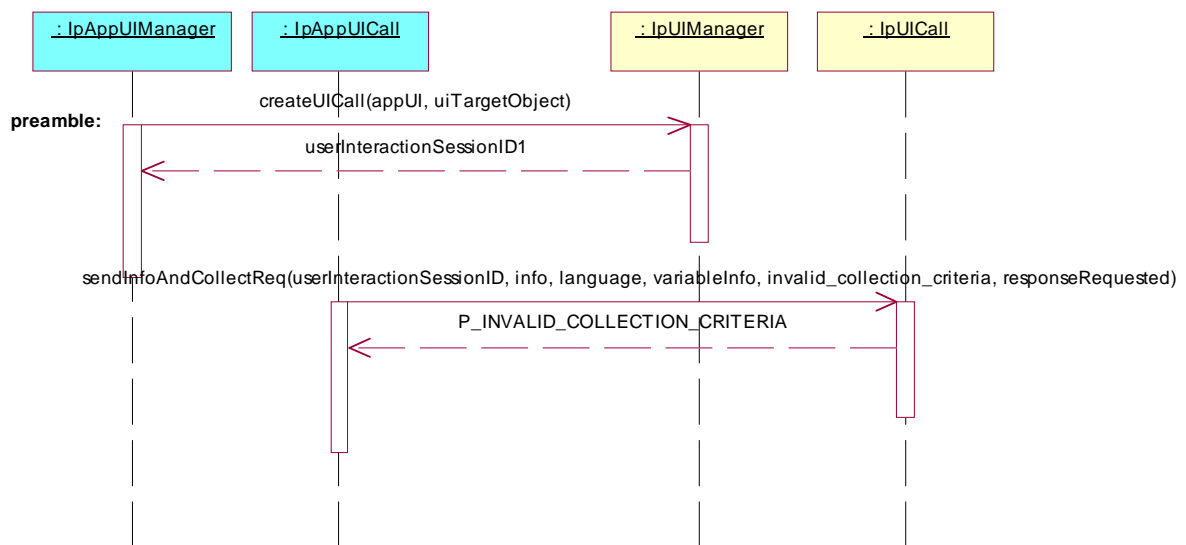 : IpAppUIManager
: IpAppUICall
: IpUIManager
: IpUICall
createUICall(appUI, uiTargetObject)
preamble:
userInteractionSessionID1
sendInfoAndCollectReq(userInteractionSessionID, info, language, variableInfo, invalid_collection_criteria, responseRequested)
P_INVALID_COLLECTION_CRITERIA